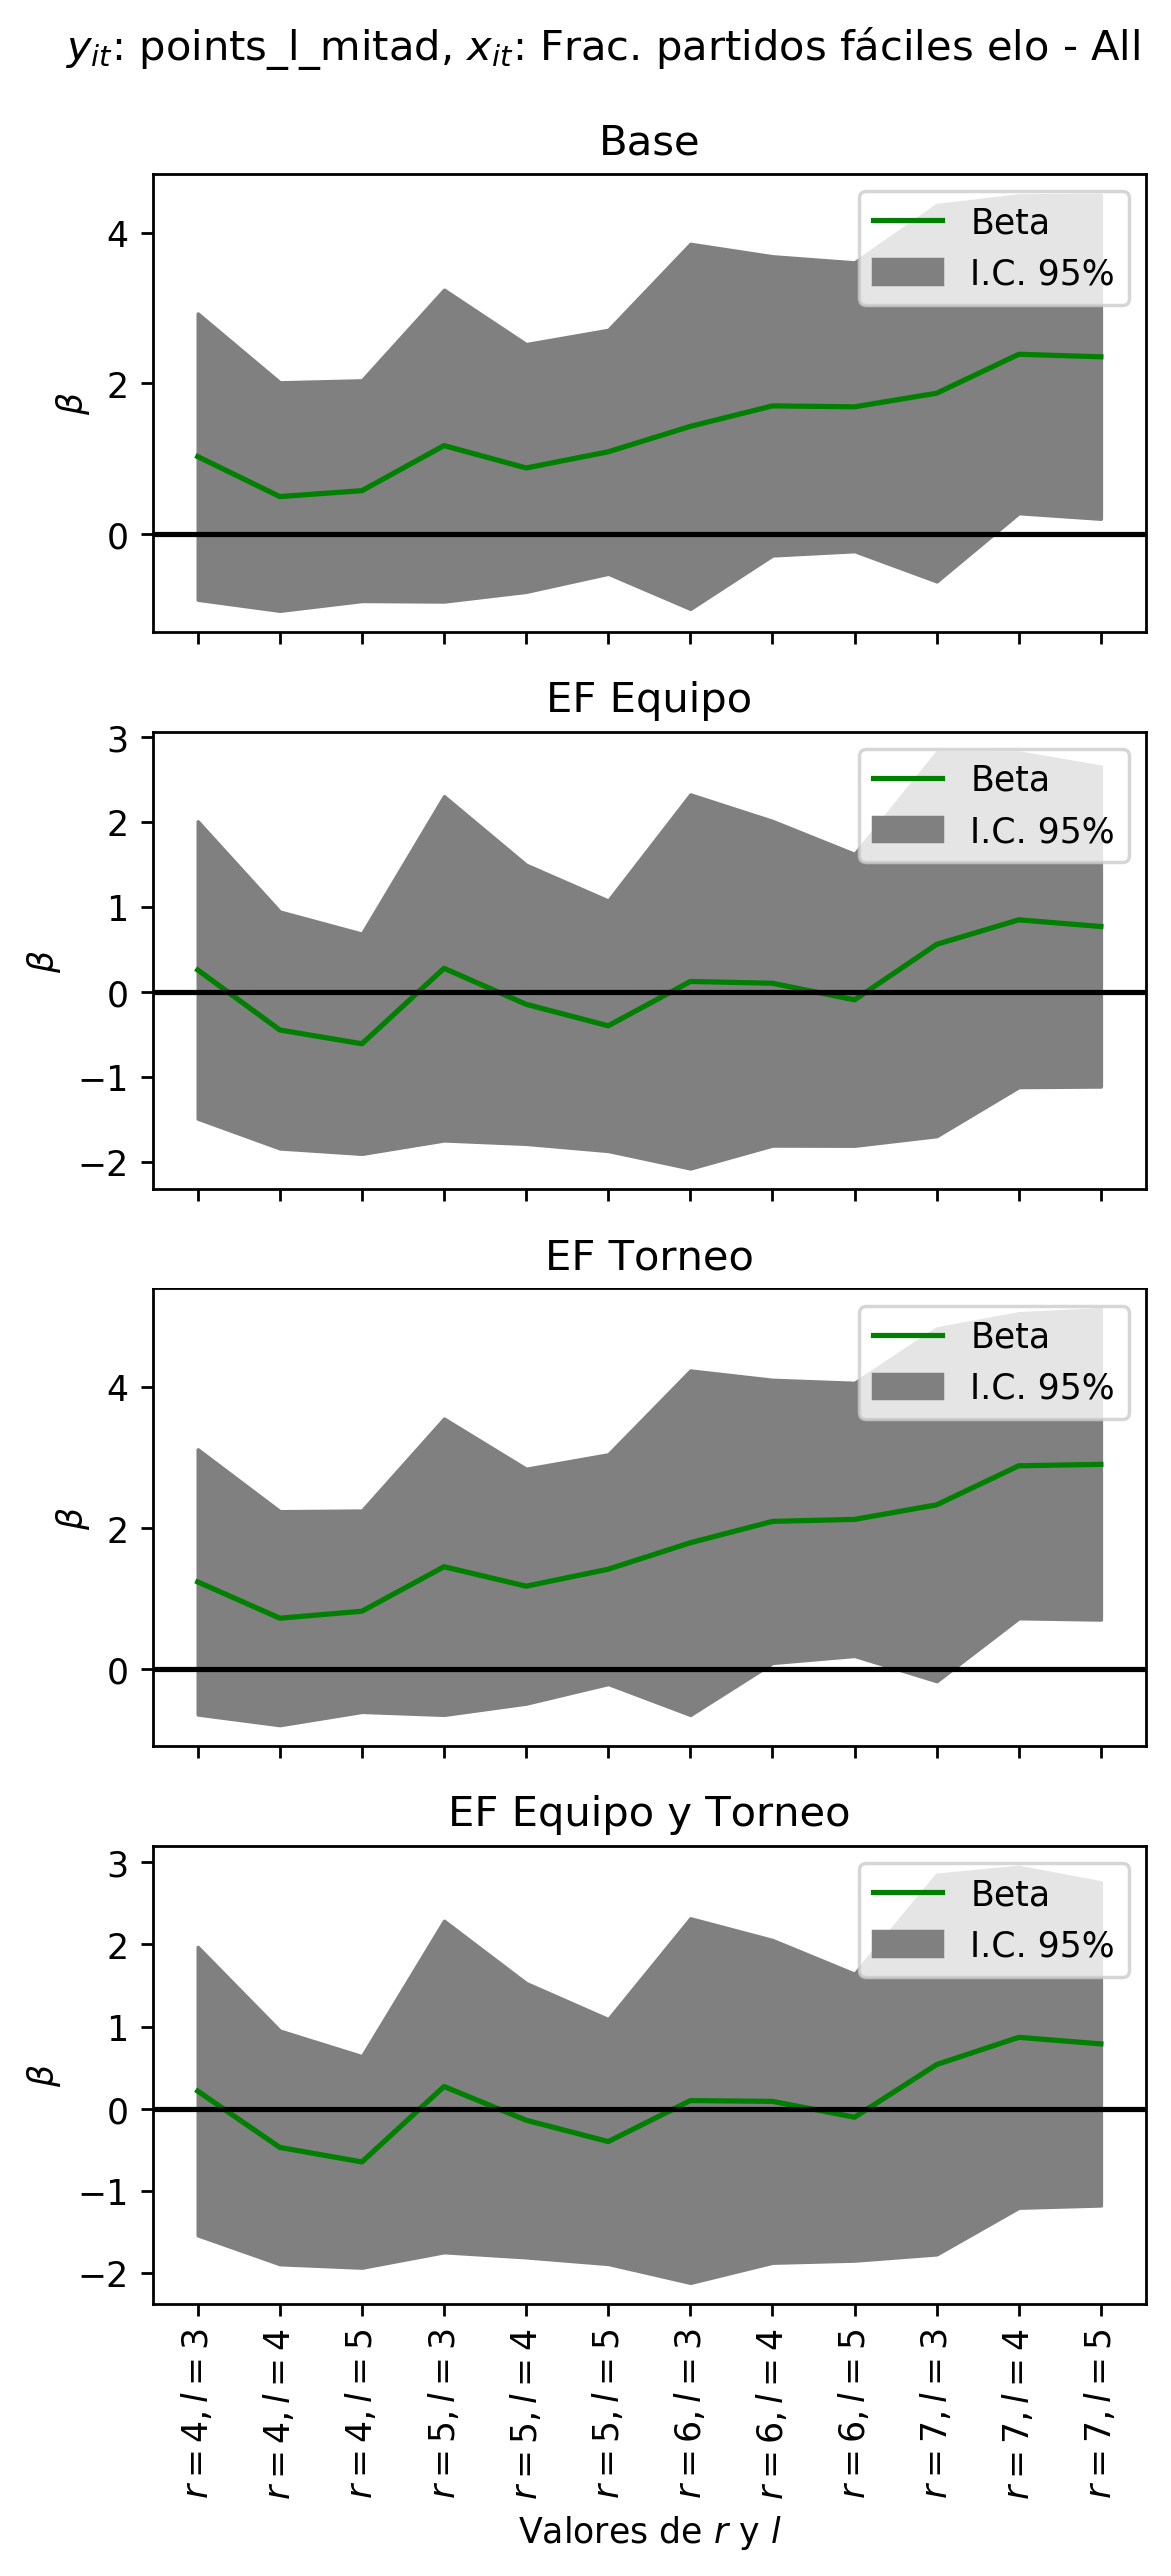 y_it: points_l_mitad, x_it: Frac. partidos fáciles elo - All
Base
4
2
0
β
Beta
I.C. 95%
EF Equipo
3
2
1
0
−1
−2
β
Beta
I.C. 95%
EF Torneo
4
2
0
β
Beta
I.C. 95%
EF Equipo y Torneo
3
2
1
0
−1
−2
β
Beta
I.C. 95%
r = 4, l = 3
r = 4, l = 4
r = 4, l = 5
r = 5, l = 3
r = 5, l = 4
r = 5, l = 5
r = 6, l = 3
r = 6, l = 4
r = 6, l = 5
r = 7, l = 3
r = 7, l = 4
r = 7, l = 5
Valores de r y l